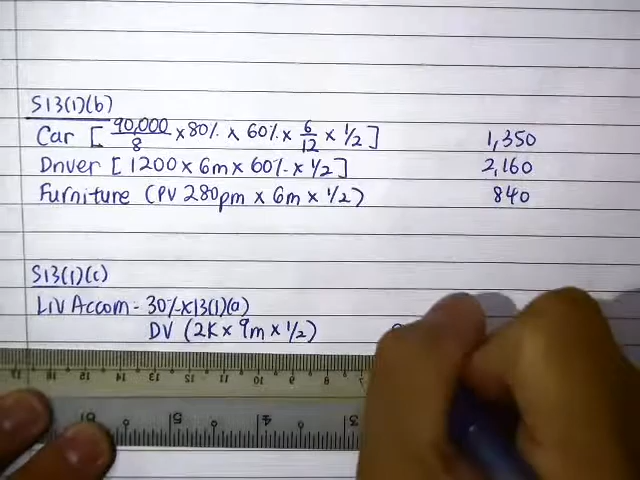 S13(1)(b)
Car [ 90,000/8 x 80% x 60% x 6/12 x 1/2 ] 1,350
Driver [ 1200 x 6m x 60% x 1/2 ] 2,160
Furniture (PV 280pm x 6m x 1/2) 840
S13(1)(c)
Liv Accom - 30% x 13(1)(a)
DV (2K x 9m x 1/2)